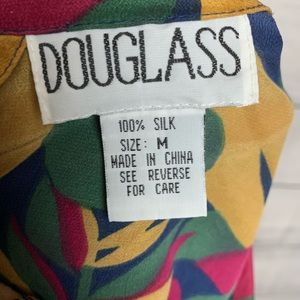 DOUGLASS
100% SILK
SIZE: M
MADE IN CHINA
SEE REVERSE
FOR CARE